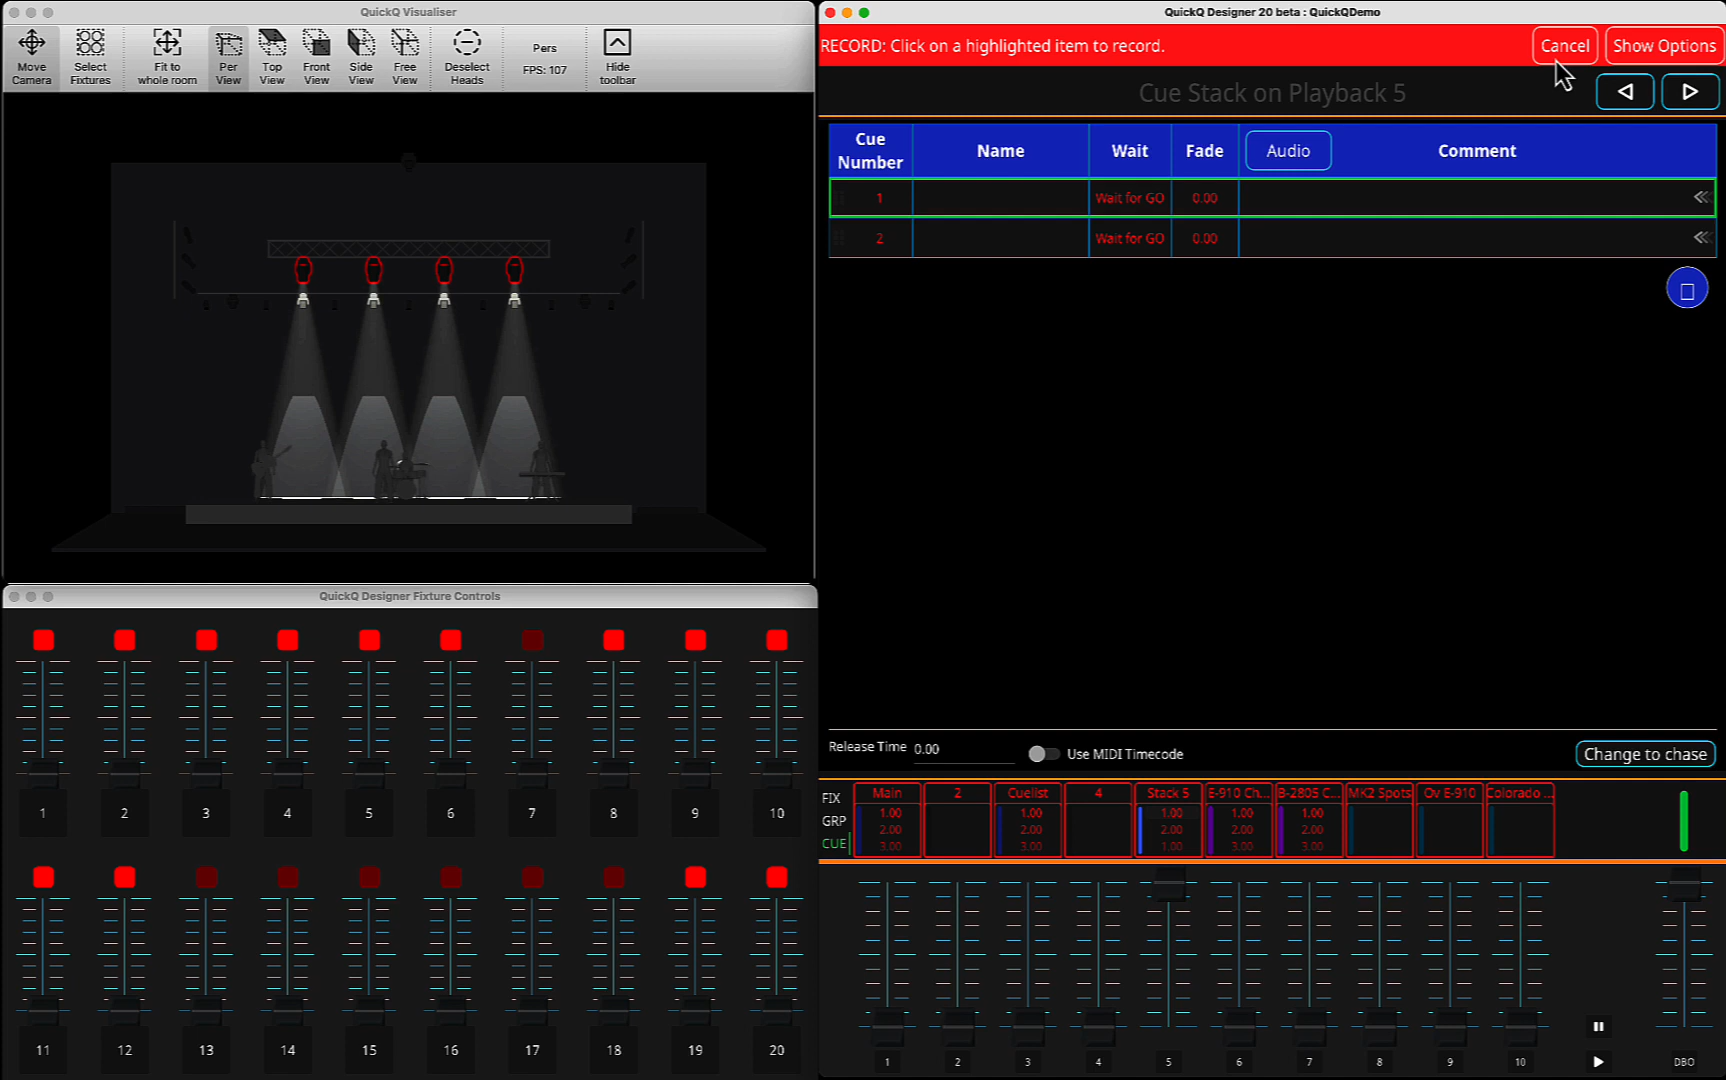 QuickQ Visualiser
Move Camera
Select Fixtures
Fit to whole room
Per View
Top View
Front View
Side View
Free View
Deselect Heads
Pers
FPS: 107
Hide toolbar
QuickQ Designer 20 beta : QuickQDemo
RECORD: Click on a highlighted item to record.
Cancel
Show Options
Cue Stack on Playback 5
Cue Number Name Wait Fade Audio Comment
1 Wait for GO 0.00
2 Wait for GO 0.00
Release Time 0.00
Use MIDI Timecode
Change to chase
FIX
GRP
CUE
Main
1.00
2.00
3.00
2
Cuelist
1.00
2.00
3.00
4
Stack 5
1.00
2.00
1.00
E-910 Ch...
1.00
2.00
3.00
B-2805 C...
1.00
2.00
3.00
MK2 Spots
Ov E-910
Colorado ...
1 2 3 4 5 6 7 8 9 10 DBO
QuickQ Designer Fixture Controls
1 2 3 4 5 6 7 8 9 10
11 12 13 14 15 16 17 18 19 20